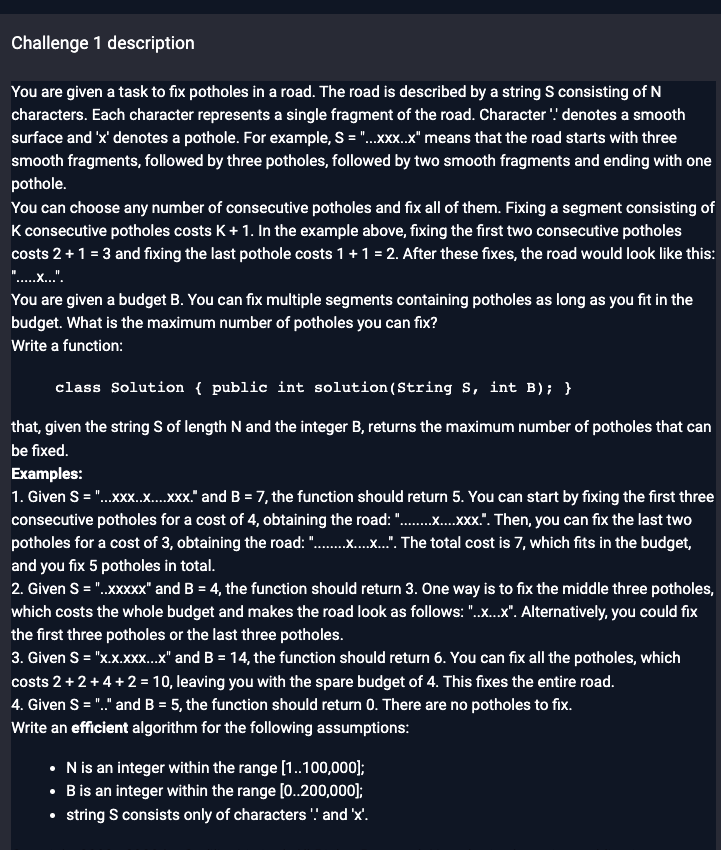 Challenge 1 description
You are given a task to fix potholes in a road. The road is described by a string S consisting of N
characters. Each character represents a single fragment of the road. Character '.' denotes a smooth
surface and 'x' denotes a pothole. For example, S = "...xxx..x" means that the road starts with three
smooth fragments, followed by three potholes, followed by two smooth fragments and ending with one
pothole.
You can choose any number of consecutive potholes and fix all of them. Fixing a segment consisting of
K consecutive potholes costs K + 1. In the example above, fixing the first two consecutive potholes
costs 2 + 1 = 3 and fixing the last pothole costs 1 + 1 = 2. After these fixes, the road would look like this:
".....x...".
You are given a budget B. You can fix multiple segments containing potholes as long as you fit in the
budget. What is the maximum number of potholes you can fix?
Write a function:
class Solution { public int solution(String S, int B); }
that, given the string S of length N and the integer B, returns the maximum number of potholes that can
be fixed.
Examples:
1. Given S = "...xxx..x....xxx." and B = 7, the function should return 5. You can start by fixing the first three
consecutive potholes for a cost of 4, obtaining the road: "........x....xxx.". Then, you can fix the last two
potholes for a cost of 3, obtaining the road: "........x....x...". The total cost is 7, which fits in the budget,
and you fix 5 potholes in total.
2. Given S = "..xxxxx" and B = 4, the function should return 3. One way is to fix the middle three potholes,
which costs the whole budget and makes the road look as follows: "..x...x". Alternatively, you could fix
the first three potholes or the last three potholes.
3. Given S = "x.x.xxx...x" and B = 14, the function should return 6. You can fix all the potholes, which
costs 2 + 2 + 4 + 2 = 10, leaving you with the spare budget of 4. This fixes the entire road.
4. Given S = ".." and B = 5, the function should return 0. There are no potholes to fix.
Write an efficient algorithm for the following assumptions:
• N is an integer within the range [1..100,000];
• B is an integer within the range [0..200,000];
• string S consists only of characters '.' and 'x'.